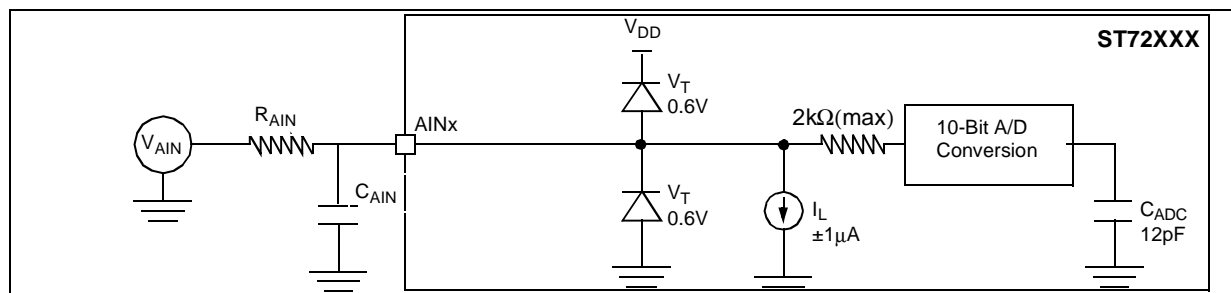 V_DD
ST72XXX
V_T
0.6V
R_AIN
AINx
2kΩ(max)
10-Bit A/D
Conversion
V_AIN
C_AIN
V_T
0.6V
I_L
±1μA
C_ADC
12pF